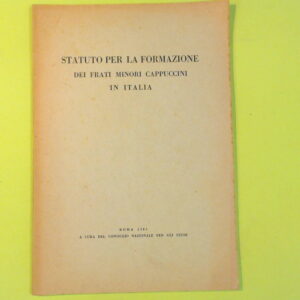 STATUTO PER LA FORMAZIONE
DEI FRATI MINORI CAPPUCCINI
IN ITALIA
ROMA
A CURA DEL CONSIGLIO NAZIONALE PER GLI STUDI